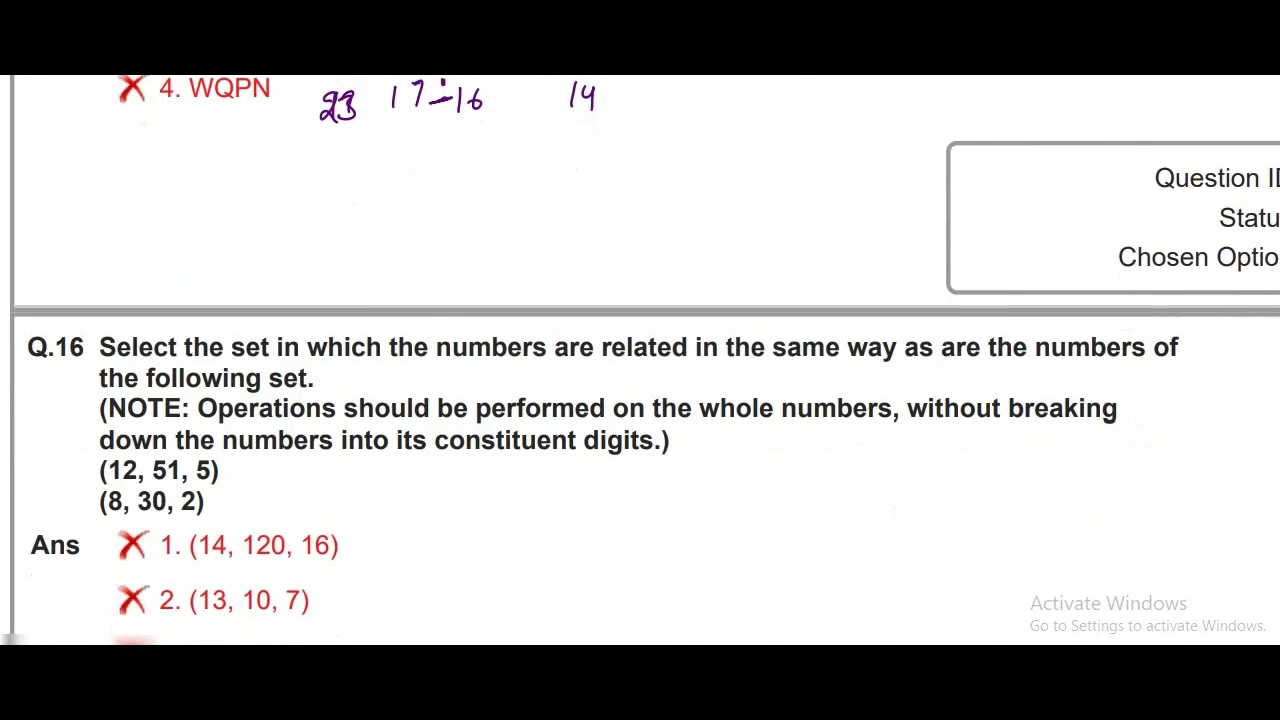 4. WQPN 23 17 ÷ 16 14
Question
Statu
Chosen Optio
Q.16 Select the set in which the numbers are related in the same way as are the numbers of
the following set.
(NOTE: Operations should be performed on the whole numbers, without breaking
down the numbers into its constituent digits.)
(12, 51, 5)
(8, 30, 2)
Ans 1. (14, 120, 16)
2. (13, 10, 7)
Activate Windows
Go to Settings to activate Windows.